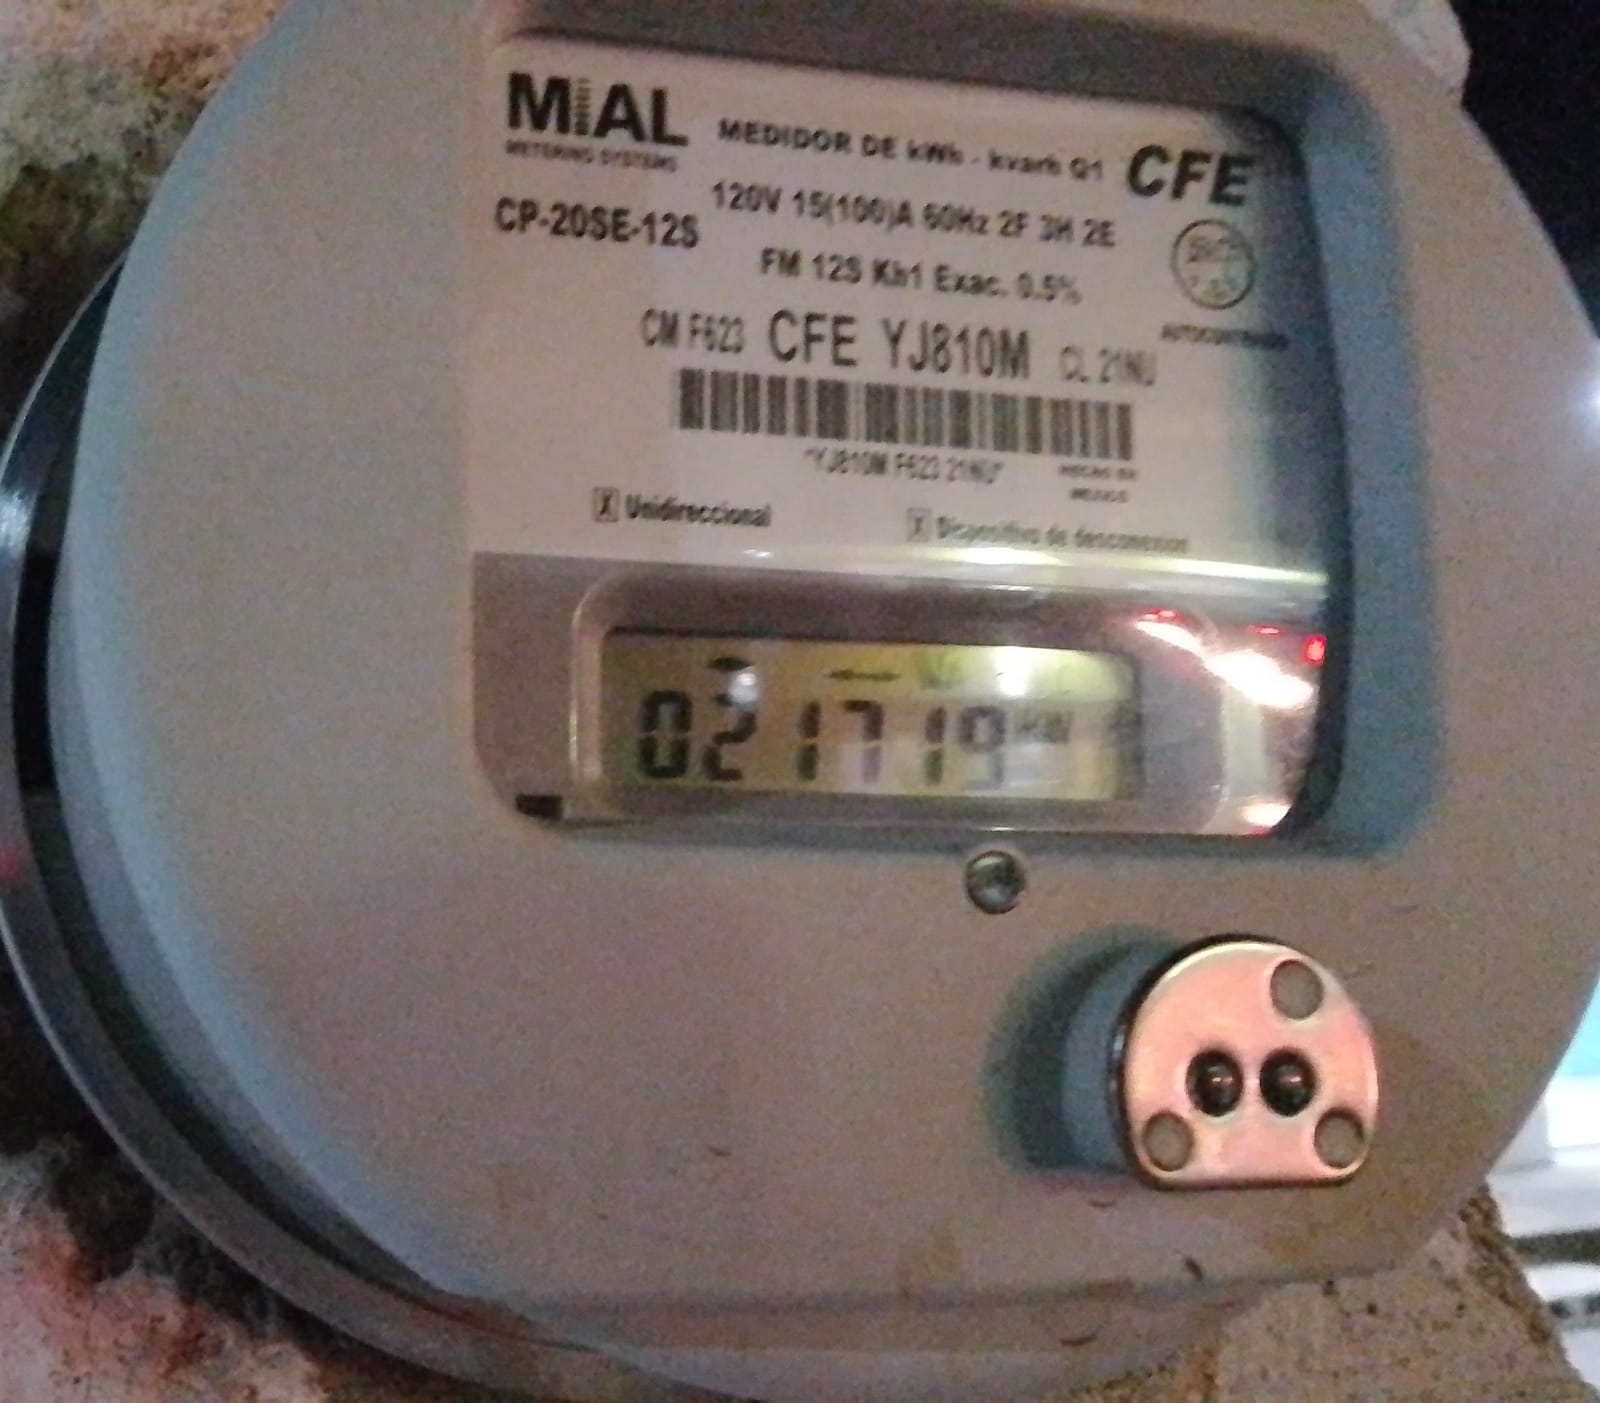 MiAL
METERING SYSTEMS
MEDIDOR DE kWh - kvarh Q1
CFE
CP-20SE-12S
120V 15(100)A 60Hz 2F 3H 2E
FM 12S Kh1 Exac. 0.5%
CM F623 CFE YJ810M CL 21NU
*YJ810M F623 21NU*
MEXICO
X Unidireccional
X Dispositivo de desconexion
021719